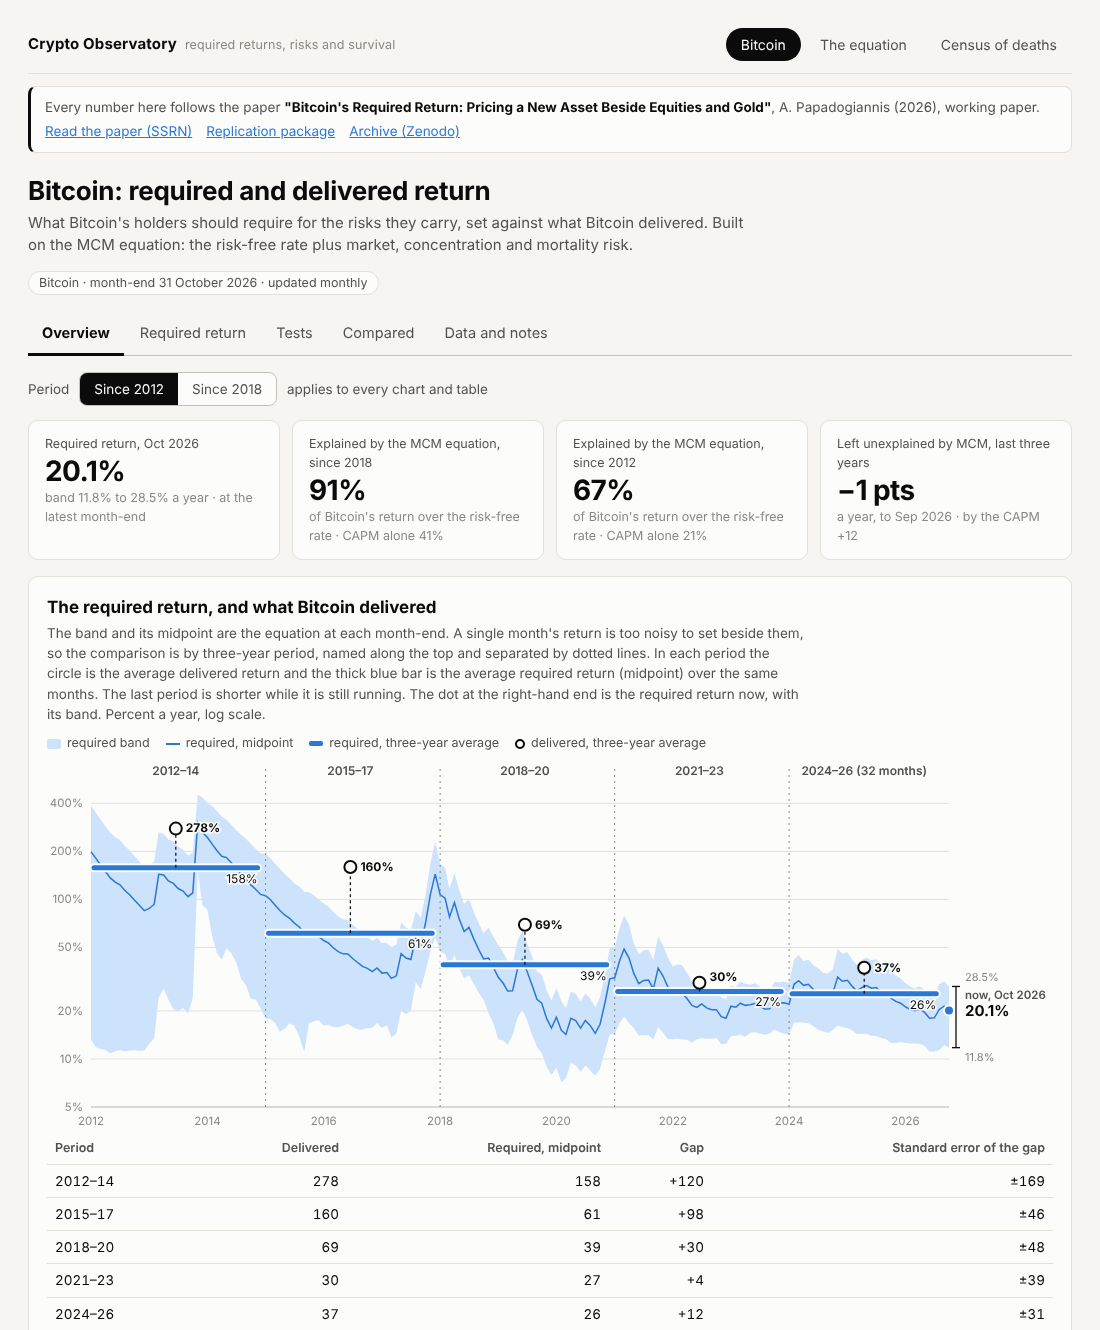 Crypto Observatory required returns, risks and survival
Bitcoin The equation Census of deaths
Every number here follows the paper "Bitcoin's Required Return: Pricing a New Asset Beside Equities and Gold", A. Papadogiannis (2026), working paper.
Read the paper (SSRN) Replication package Archive (Zenodo)
Bitcoin: required and delivered return
What Bitcoin's holders should require for the risks they carry, set against what Bitcoin delivered. Built
on the MCM equation: the risk-free rate plus market, concentration and mortality risk.
Bitcoin · month-end 31 October 2026 · updated monthly
Overview Required return Tests Compared Data and notes
Period Since 2012 Since 2018 applies to every chart and table
Required return, Oct 2026
20.1%
band 11.8% to 28.5% a year · at the
latest month-end
Explained by the MCM equation,
since 2018
91%
of Bitcoin's return over the risk-free
rate · CAPM alone 41%
Explained by the MCM equation,
since 2012
67%
of Bitcoin's return over the risk-free
rate · CAPM alone 21%
Left unexplained by MCM, last three
years
−1 pts
a year, to Sep 2026 · by the CAPM
+12
The required return, and what Bitcoin delivered
The band and its midpoint are the equation at each month-end. A single month's return is too noisy to set beside them,
so the comparison is by three-year period, named along the top and separated by dotted lines. In each period the
circle is the average delivered return and the thick blue bar is the average required return (midpoint) over the same
months. The last period is shorter while it is still running. The dot at the right-hand end is the required return now, with
its band. Percent a year, log scale.
required band required, midpoint required, three-year average delivered, three-year average
2012–14 2015–17 2018–20 2021–23 2024–26 (32 months)
400%
278%
200%
160%
158%
100%
69%
50%
61%
37%
39%
30%
28.5%
now, Oct 2026
27%
26%
20%
20.1%
10%
11.8%
5%
2012 2014 2016 2018 2020 2022 2024 2026
Period Delivered Required, midpoint Gap Standard error of the gap
2012–14 278 158 +120 ±169
2015–17 160 61 +98 ±46
2018–20 69 39 +30 ±48
2021–23 30 27 +4 ±39
2024–26 37 26 +12 ±31